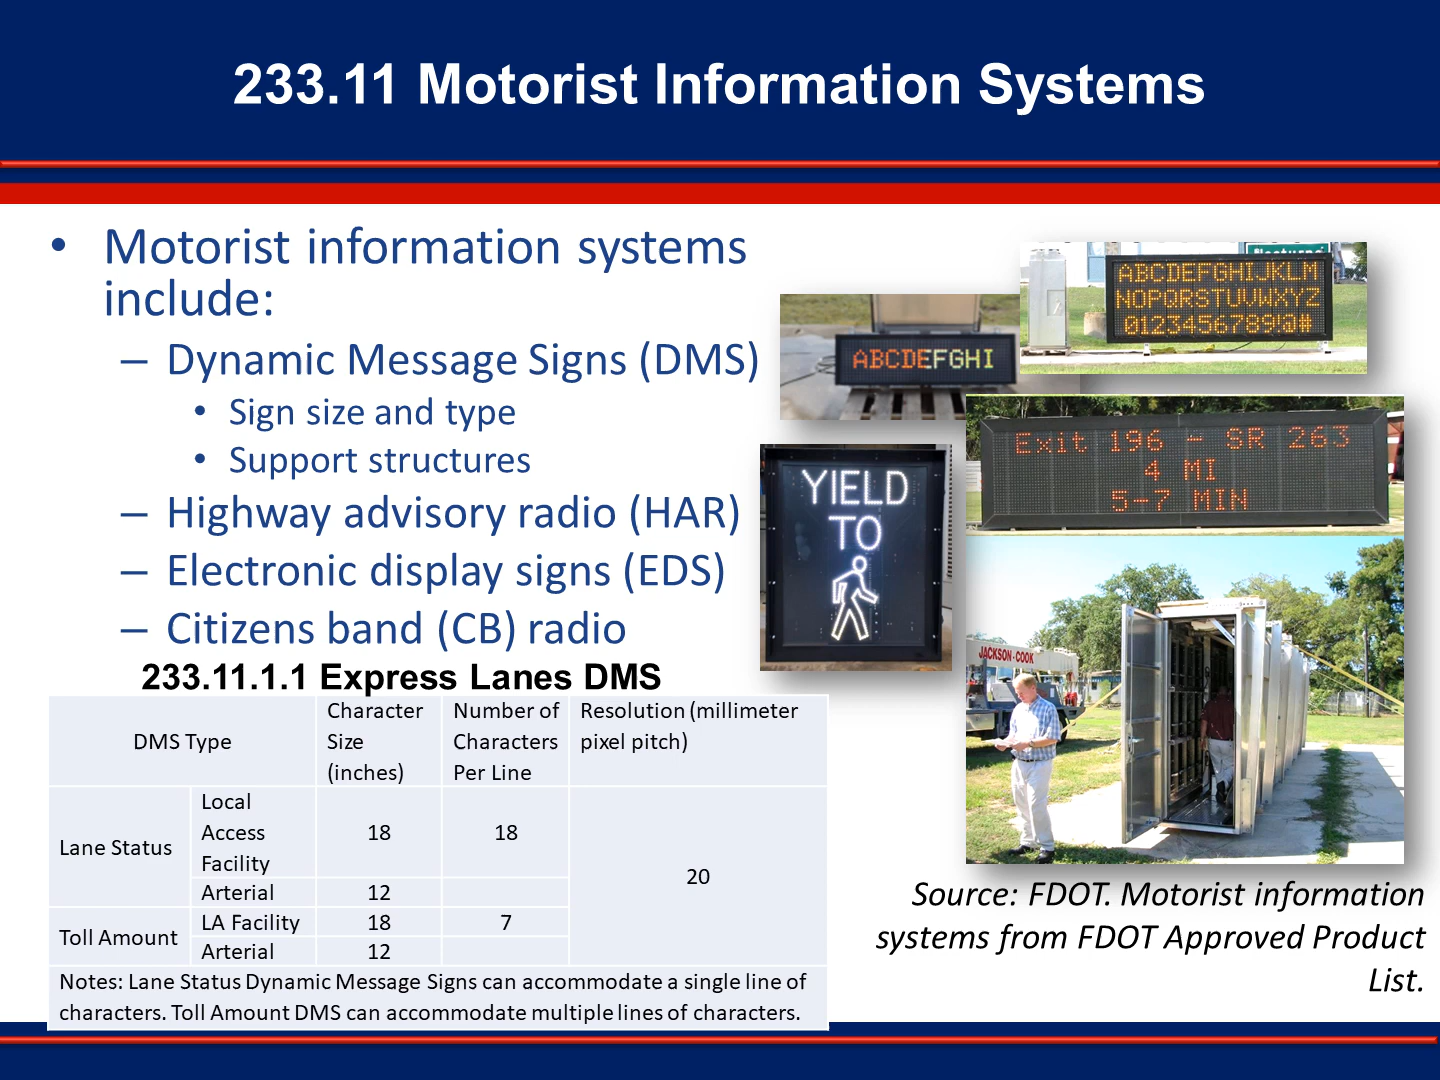 233.11 Motorist Information Systems
• Motorist information systems
include:
– Dynamic Message Signs (DMS)
• Sign size and type
• Support structures
– Highway advisory radio (HAR)
– Electronic display signs (EDS)
– Citizens band (CB) radio
ABCDEFGHI
ABCDEFGHIJKLM
NOPQRSTUVWXYZ
0123456789!@#
Exit 196 - SR 263
4 MI
5-7 MIN
YIELD
TO
JACKSON-COOK
233.11.1.1 Express Lanes DMS
DMS Type
Character
Size
(inches)
Number of
Characters
Per Line
Resolution (millimeter
pixel pitch)
Lane Status
Local
Access
Facility
18
18
20
Arterial
12
Toll Amount
LA Facility
18
7
Arterial
12
Notes: Lane Status Dynamic Message Signs can accommodate a single line of
characters. Toll Amount DMS can accommodate multiple lines of characters.
Source: FDOT. Motorist information
systems from FDOT Approved Product
List.